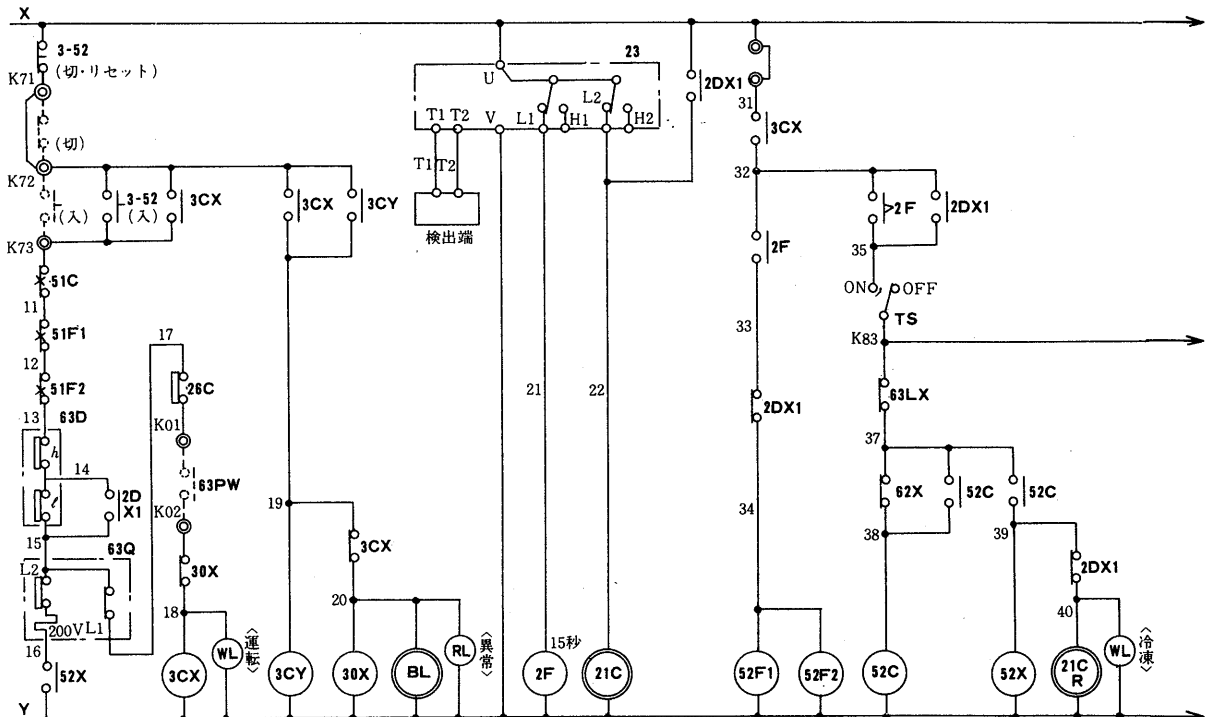 X
3-52
(切・リセット)
K71
(切)
K72
(入)
3-52
(入)
3CX
K73
51C
11
51F1
12
51F2
13
63D
h
14
l
2D
X1
15
63Q
L2
200V
L1
16
52X
Y
17
26C
K01
63PW
K02
30X
18
3CX
WL
〈運転〉
3CX
3CY
19
3CX
20
3CY
30X
BL
RL
〈異常〉
23
U
T1
T2
V
L1
H1
L2
H2
T1
T2
検出端
2DX1
21
22
15秒
2F
21C
31
3CX
32
2F
2DX1
35
2F
ON
OFF
TS
33
K83
2DX1
63LX
37
34
62X
52C
52C
38
39
2DX1
40
52F1
52F2
52C
52X
21C
R
WL
〈冷凍〉